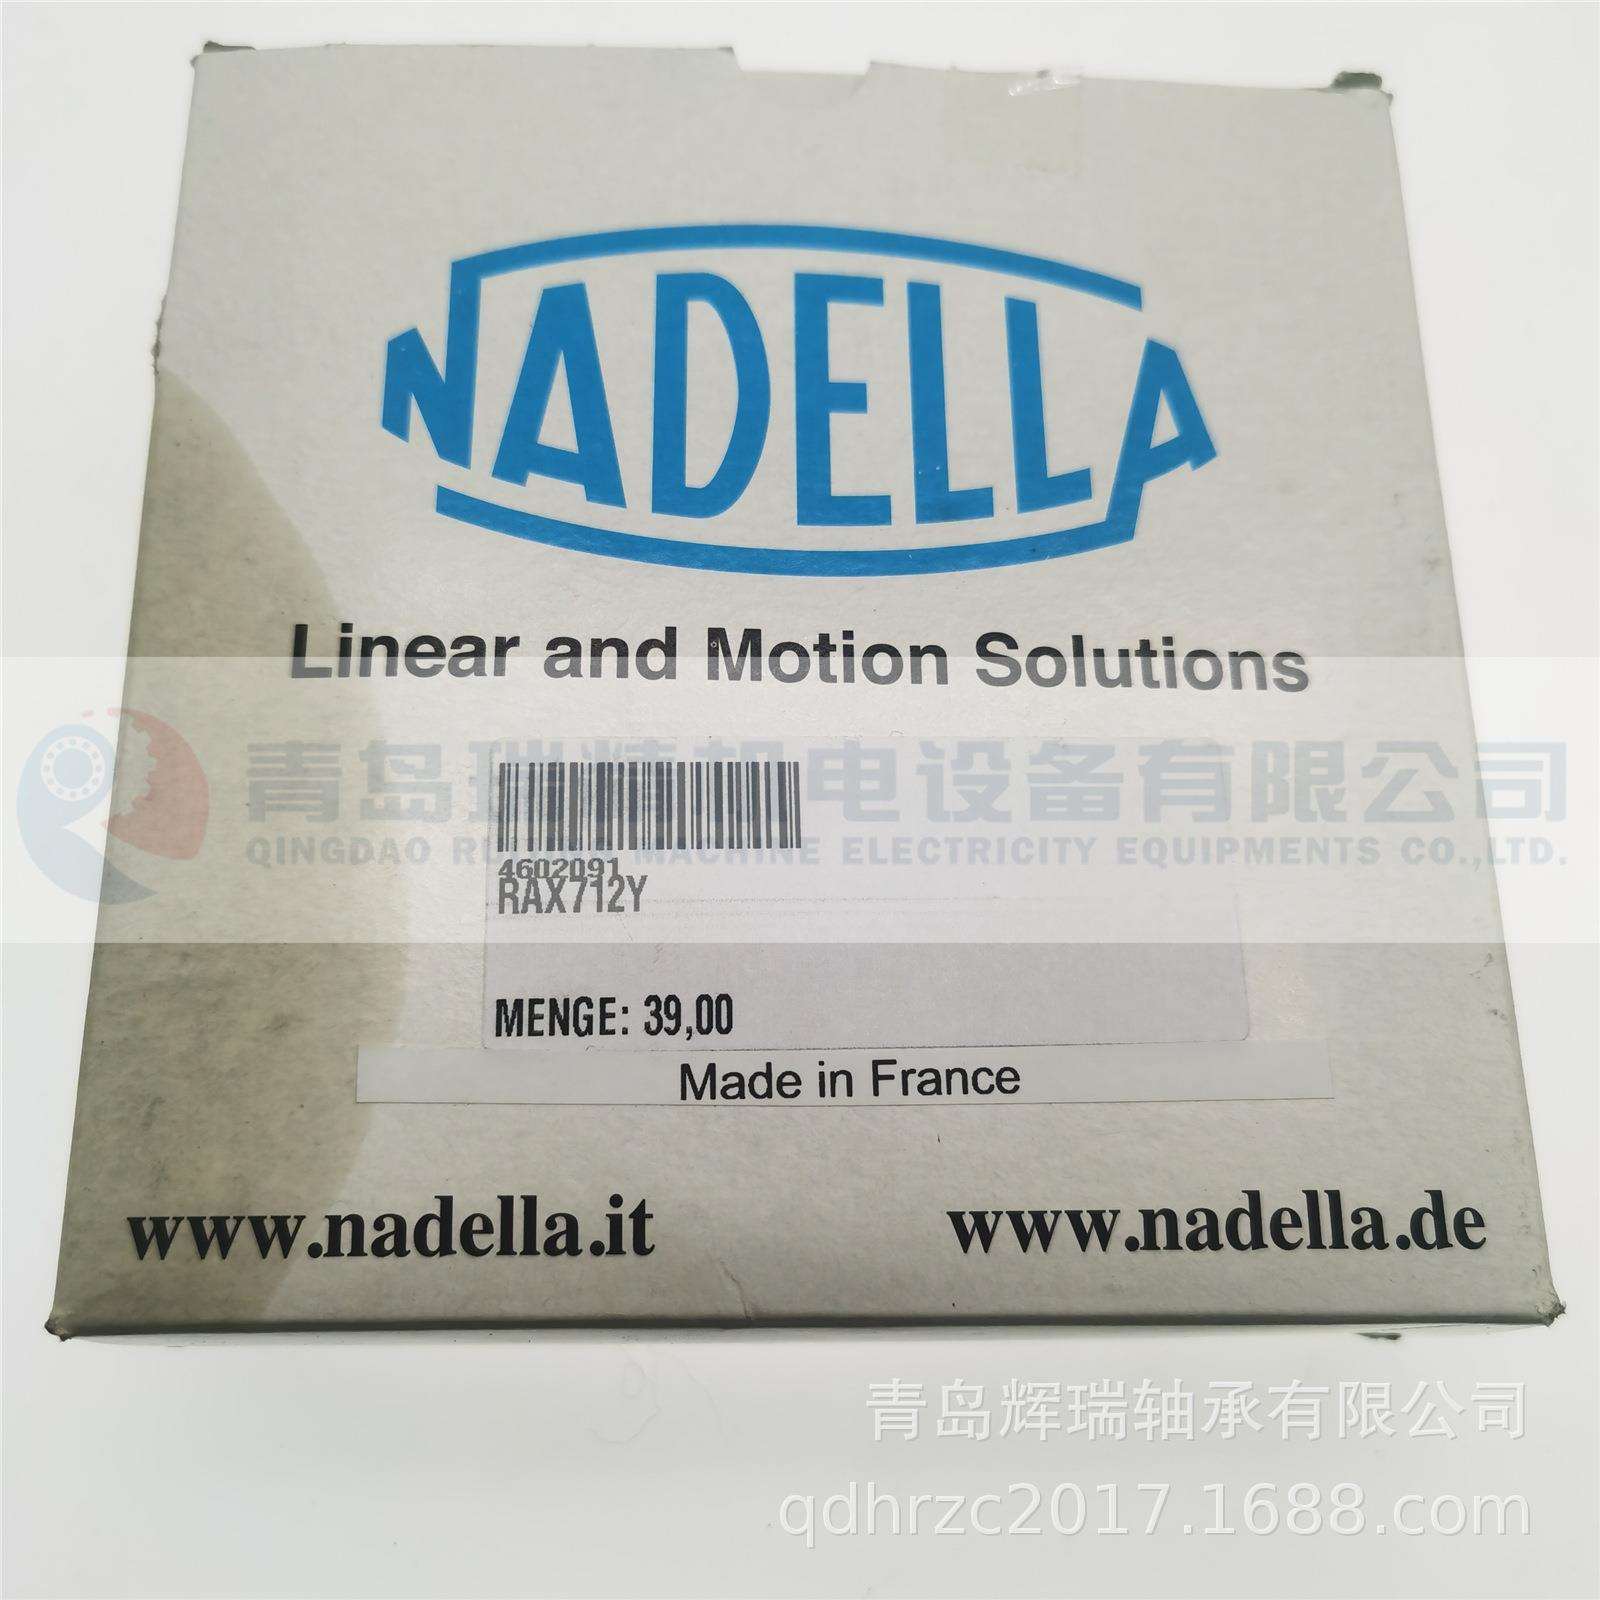 NADELLA
Linear and Motion Solutions
青岛瑞精机电设备有限公司
QINGDAO MACHINE ELECTRICITY EQUIPMENTS CO.,LTD.
4602091
RAX712Y
MENGE: 39,00
Made in France
www.nadella.it
www.nadella.de
青岛辉瑞轴承有限公司
qdhrzc2017.1688.com